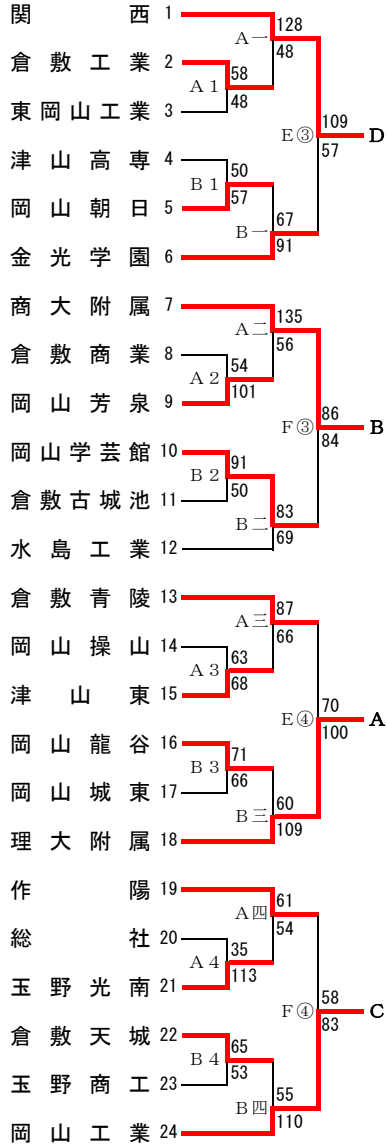 関西 1
倉敷工業 2
東岡山工業 3
津山高専 4
岡山朝日 5
金光学園 6
A一 128 48
A1 58 48
B1 50 57
B一 67 91
E③ 109 57 D
商大附属 7
倉敷商業 8
岡山芳泉 9
岡山学芸館 10
倉敷古城池 11
水島工業 12
A二 135 56
A2 54 101
B2 91 50
B二 83 69
F③ 86 84 B
倉敷青陵 13
岡山操山 14
津山東 15
岡山龍谷 16
岡山城東 17
理大附属 18
A三 87 66
A3 63 68
B3 71 66
B三 60 109
E④ 70 100 A
作陽 19
総社 20
玉野光南 21
倉敷天城 22
玉野商工 23
岡山工業 24
A四 61 54
A4 35 113
B4 65 53
B四 55 110
F④ 58 83 C